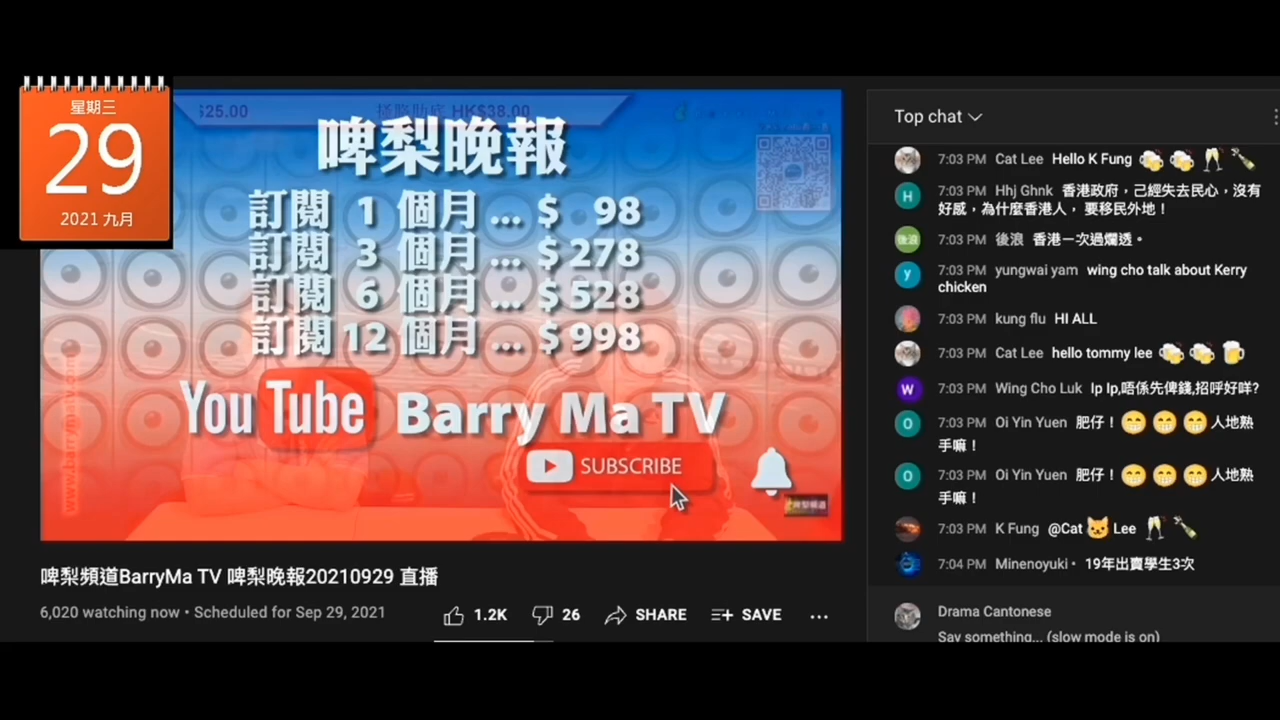 星期三
29
2021 九月
$25.00
HK$38.00
啤梨晚報
訂閱 1 個月 ... $ 98
訂閱 3 個月 ... $ 278
訂閱 6 個月 ... $ 528
訂閱 12 個月 ... $ 998
YouTube Barry Ma TV
SUBSCRIBE
啤梨頻道
啤梨頻道BarryMa TV 啤梨晚報20210929 直播
6,020 watching now • Scheduled for Sep 29, 2021
1.2K 26 SHARE SAVE
Top chat
7:03 PM Cat Lee Hello K Fung 🍻 🍻 🥂 🍾
H
7:03 PM Hhj Ghnk 香港政府，己經失去民心，沒有
好感，為什麼香港人， 要移民外地！
後浪
7:03 PM 後浪 香港一次過爛透。
y
7:03 PM yungwai yam wing cho talk about Kerry
chicken
7:03 PM kung flu HI ALL
7:03 PM Cat Lee hello tommy lee 🍻 🍻 🍺
W
7:03 PM Wing Cho Luk Ip Ip,唔係先俾錢,招呼好咩?
O
7:03 PM Oi Yin Yuen 肥仔！ 😁 😁 😁 人地熟
手嘛！
O
7:03 PM Oi Yin Yuen 肥仔！ 😁 😁 😁 人地熟
手嘛！
7:03 PM K Fung @Cat 🐱 Lee 🥂 🍾
7:04 PM Minenoyuki • 19年出賣學生3次
Drama Cantonese
Say something... (slow mode is on)